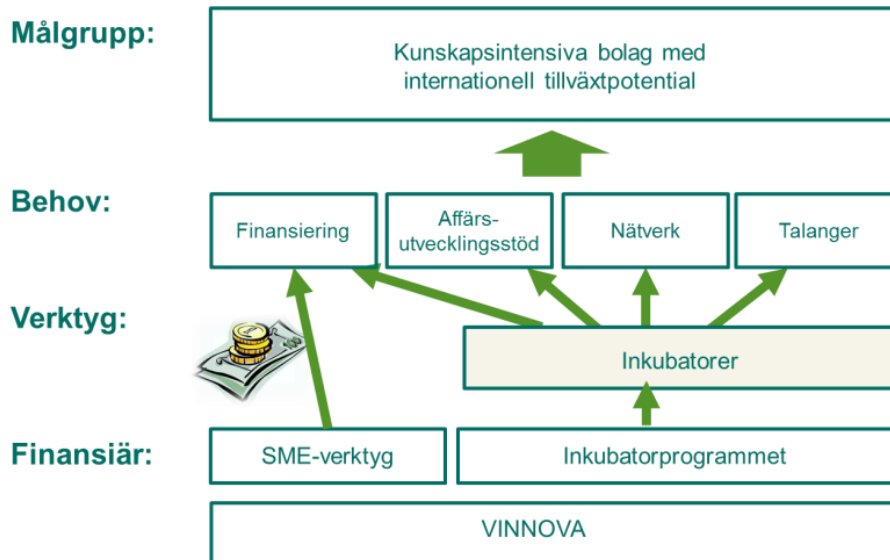 Målgrupp:
Kunskapsintensiva bolag med
internationell tillväxtpotential
Behov:
Finansiering
Affärs-
utvecklingsstöd
Nätverk
Talanger
Verktyg:
Inkubatorer
Finansiär:
SME-verktyg
Inkubatorprogrammet
VINNOVA